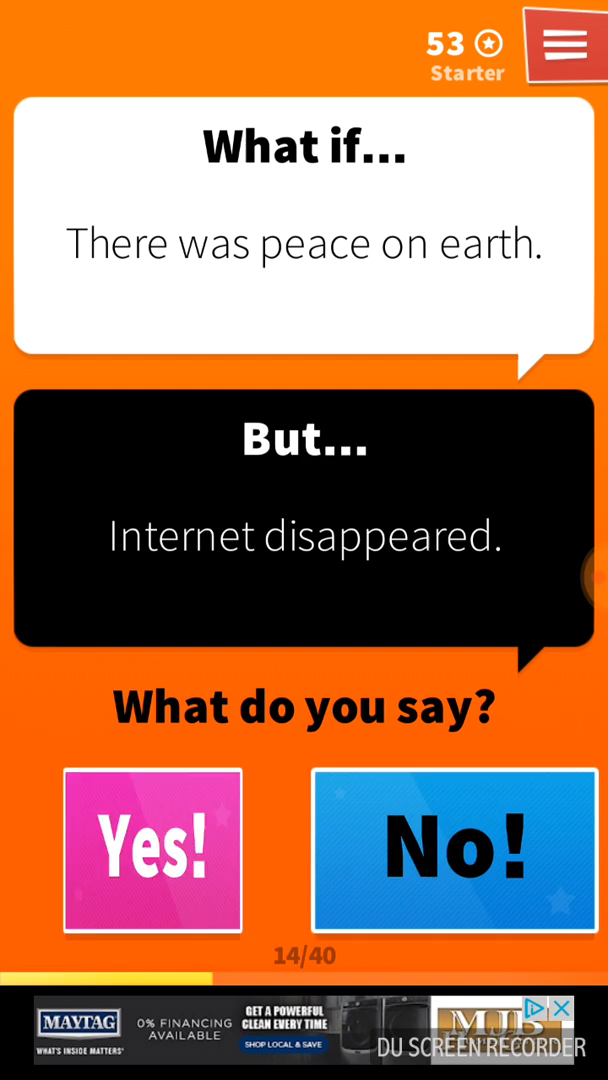 53
Starter
What if...
There was peace on earth.
But...
Internet disappeared.
What do you say?
Yes!
No!
14/40
MAYTAG
WHAT'S INSIDE MATTERS
0% FINANCING
AVAILABLE
GET A POWERFUL
CLEAN EVERY TIME
SHOP LOCAL & SAVE
MJB
DU SCREEN RECORDER